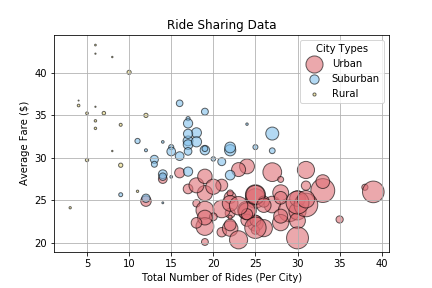 Ride Sharing Data
City Types
Urban
Suburban
Rural
Average Fare ($)
40
35
30
25
20
5 10 15 20 25 30 35 40
Total Number of Rides (Per City)